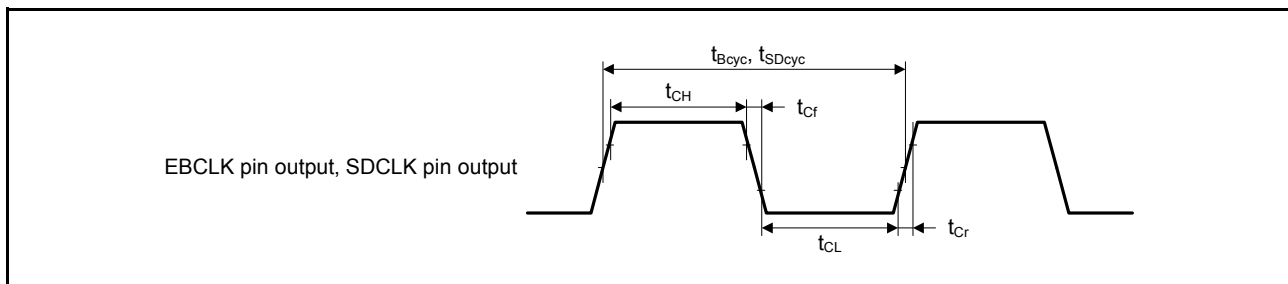 tBcyc, tSDcyc
tCH
tCf
EBCLK pin output, SDCLK pin output
tCL
tCr